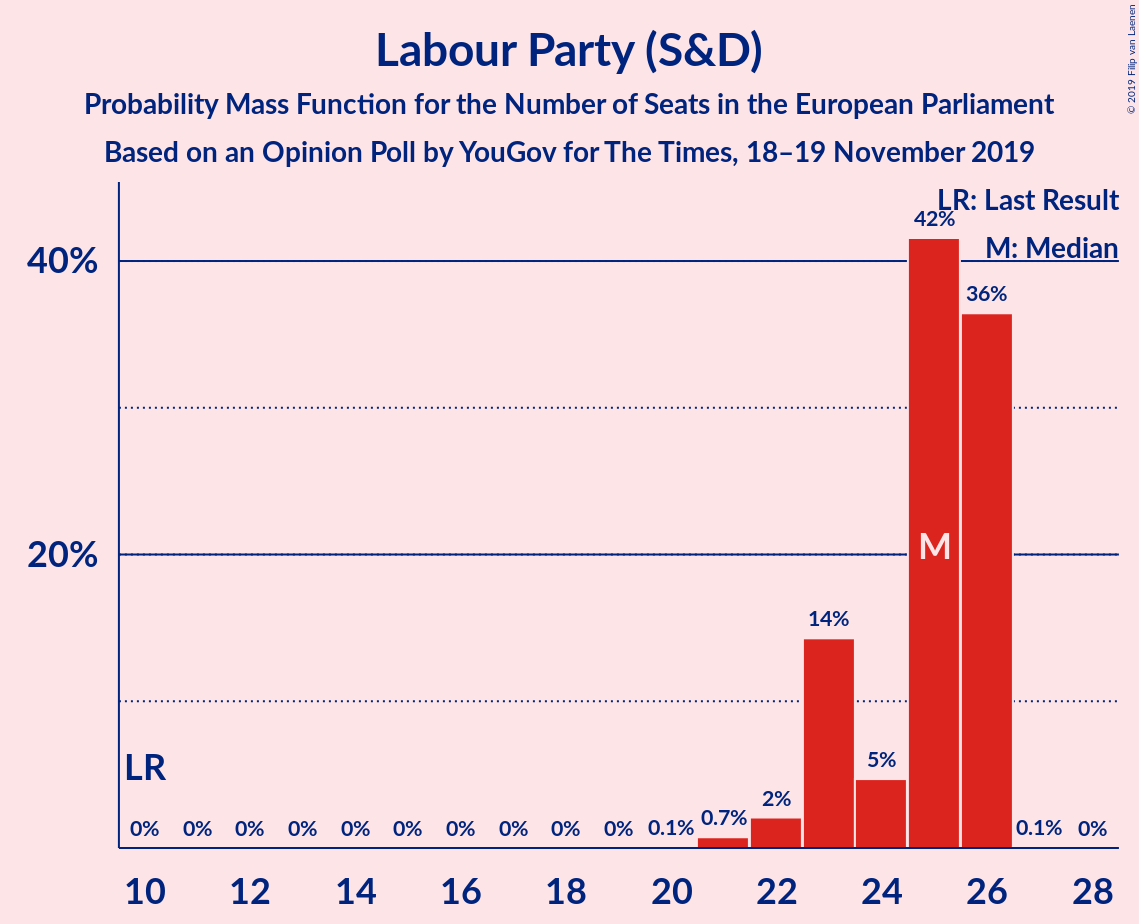 Labour Party (S&D)
Probability Mass Function for the Number of Seats in the European Parliament
Based on an Opinion Poll by YouGov for The Times, 18–19 November 2019
© 2019 Filip van Laenen
LR: Last Result
M: Median
40%
20%
42%
36%
M
14%
5%
2%
0.7%
LR
0% 0% 0% 0% 0% 0% 0% 0% 0% 0% 0.1% 0.1% 0%
10 12 14 16 18 20 22 24 26 28